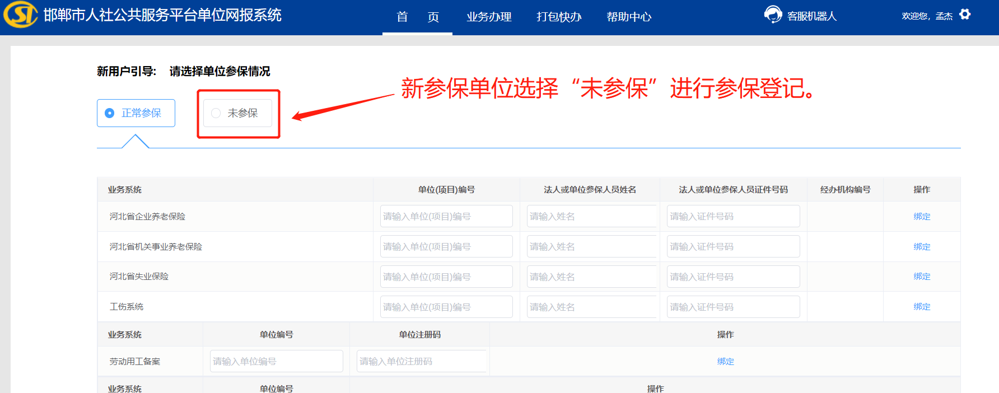 邯郸市人社公共服务平台单位网报系统 首 页 业务办理 打包快办 帮助中心 客服机器人 欢迎您，孟杰
新用户引导： 请选择单位参保情况
新参保单位选择“未参保”进行参保登记。
正常参保 未参保
业务系统 单位(项目)编号 法人或单位参保人员姓名 法人或单位参保人员证件号码 经办机构编号 操作
河北省企业养老保险 请输入单位(项目)编号 请输入姓名 请输入证件号码 绑定
河北省机关事业养老保险 请输入单位(项目)编号 请输入姓名 请输入证件号码 绑定
河北省失业保险 请输入单位(项目)编号 请输入姓名 请输入证件号码 绑定
工伤系统 请输入单位(项目)编号 请输入姓名 请输入证件号码 绑定
业务系统 单位编号 单位注册码 操作
劳动用工备案 请输入单位编号 请输入单位注册码 绑定
业务系统 单位编号 操作